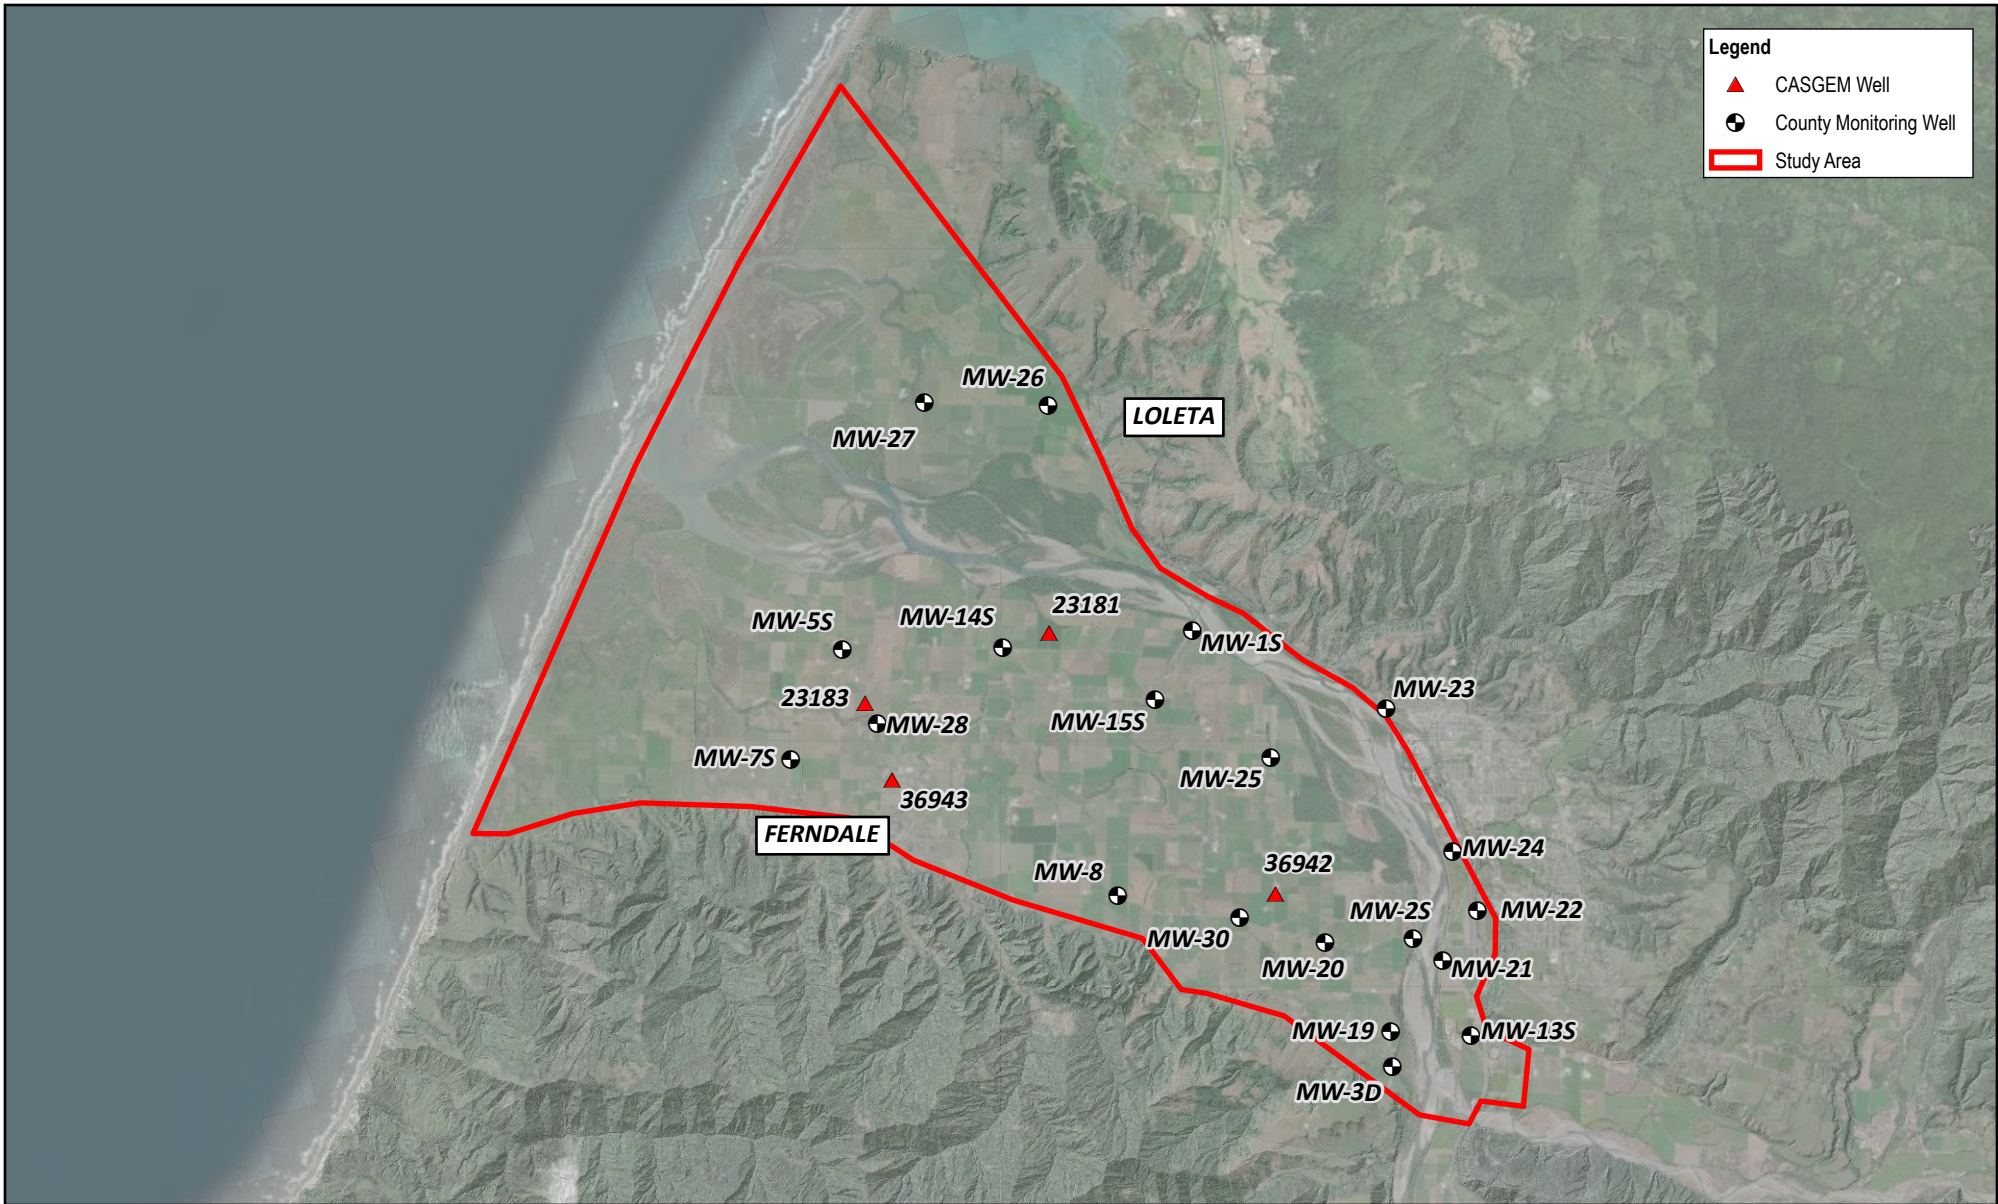 Legend
CASGEM Well
County Monitoring Well
Study Area
MW-26
LOLETA
MW-27
23181
MW-14S
MW-5S
MW-1S
23183
MW-23
MW-28
MW-15S
MW-7S
MW-25
36943
FERNDALE
MW-24
36942
MW-8
MW-2S
MW-22
MW-30
MW-20
MW-21
MW-19
MW-13S
MW-3D